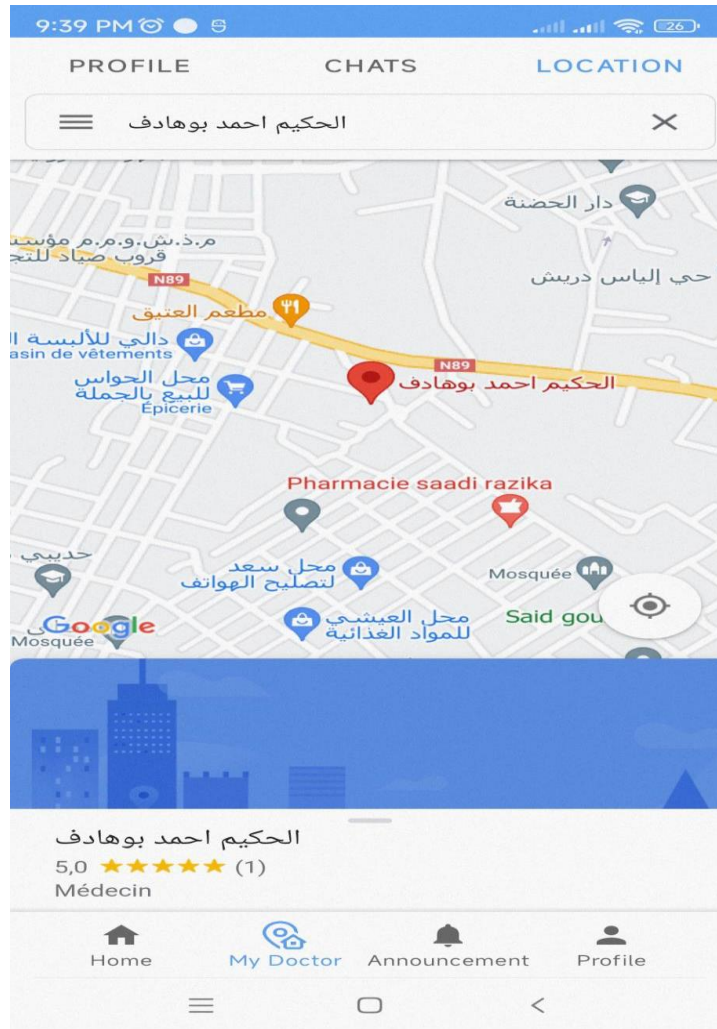 9:39 PM
26
PROFILE CHATS LOCATION
الحكيم احمد بوهادف
دار الحضنة
م.ذ.ش.و.م.م
قروب صياد
حي إلياس دريش
N89
مطعم العتيق
دالي للألبسة
asin de vêtements
N89
محل الحواس
للبيع بالجملة
Épicerie
الحكيم احمد بوهادف
Pharmacie saadi razika
حديبي
محل سعد
لتصليح الهواتف
Mosquée
محل العيشي
للمواد الغذائية
Said gou
Google
Mosquée
الحكيم احمد بوهادف
5,0 (1)
Médecin
Home My Doctor Announcement Profile